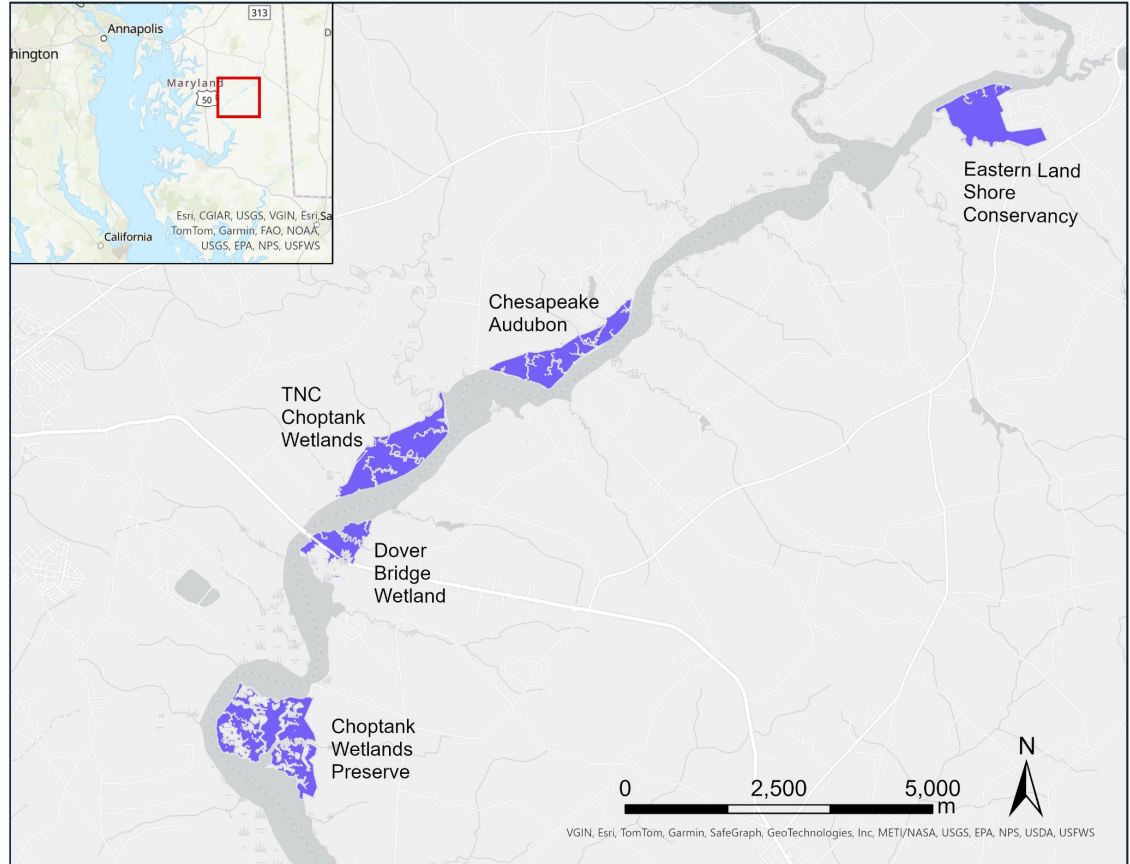 313
Annapolis
D
hington
Maryland
50
Esri, CGIAR, USGS, VGIN, Esri, Sa
TomTom, Garmin, FAO, NOAA,
USGS, EPA, NPS, USFWS
California
Eastern Land
Shore
Conservancy
Chesapeake
Audubon
TNC
Choptank
Wetlands
Dover
Bridge
Wetland
Choptank
Wetlands
Preserve
N
0 2,500 5,000
m
VGIN, Esri, TomTom, Garmin, SafeGraph, GeoTechnologies, Inc, METI/NASA, USGS, EPA, NPS, USDA, USFWS